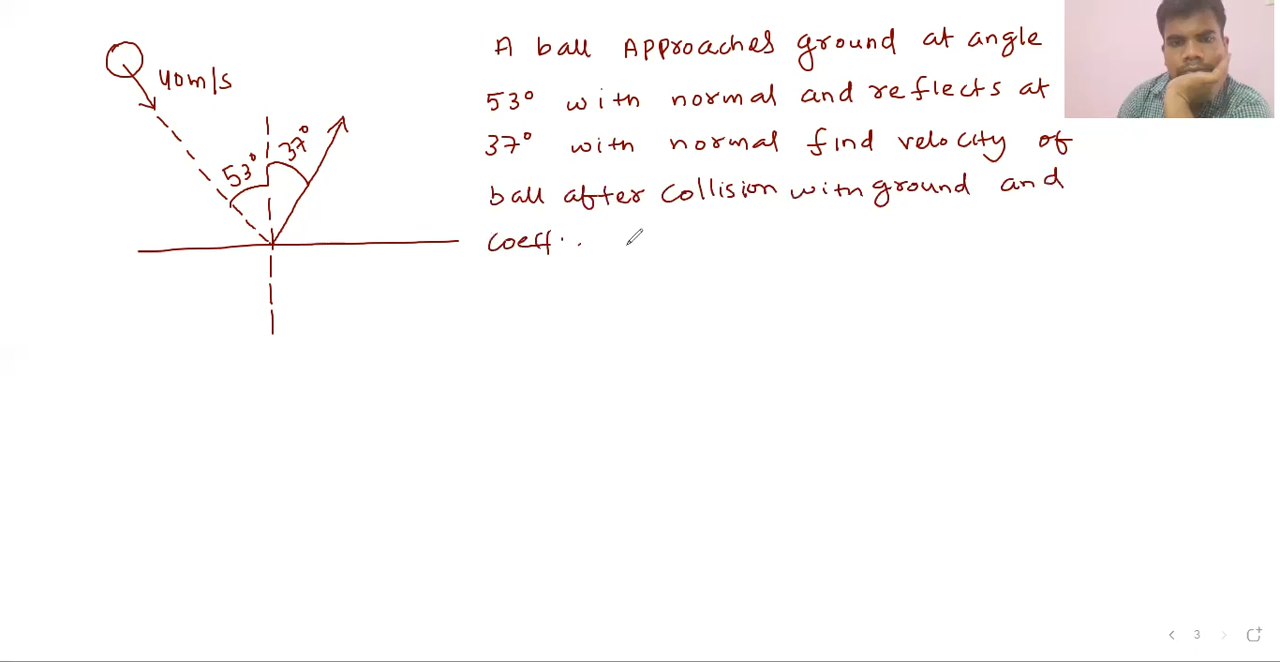 40m/s
53°
37°
A ball Approaches ground at angle
53° with normal and reflects at
37° with normal find velocity of
ball after collision with ground and
coeff..
3